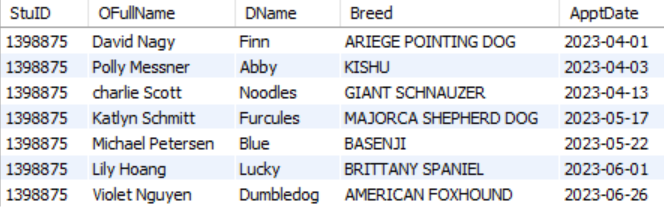 StuID OFullName DName Breed ApptDate
1398875 David Nagy Finn ARIEGE POINTING DOG 2023-04-01
1398875 Polly Messner Abby KISHU 2023-04-03
1398875 charlie Scott Noodles GIANT SCHNAUZER 2023-04-13
1398875 Katlyn Schmitt Furcules MAJORCA SHEPHERD DOG 2023-05-17
1398875 Michael Petersen Blue BASENJI 2023-05-22
1398875 Lily Hoang Lucky BRITTANY SPANIEL 2023-06-01
1398875 Violet Nguyen Dumbledog AMERICAN FOXHOUND 2023-06-26